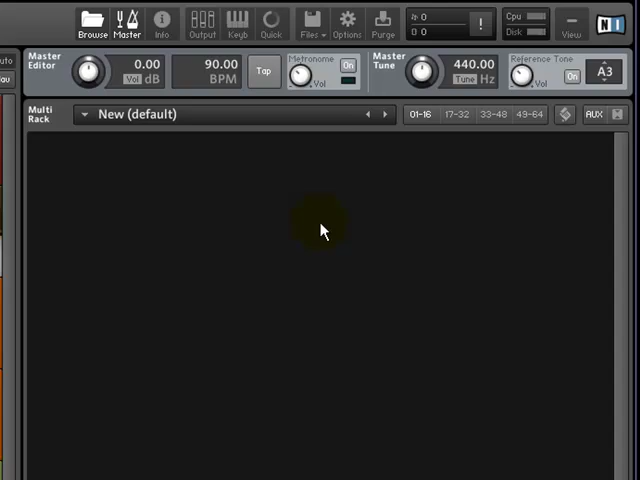 Browse Master Info Output Keyb Quick Files Options Purge 0 0 ! Cpu Disk View NI
Master Editor 0.00 Vol dB 90.00 BPM Tap Metronome Vol On Master Tune 440.00 Tune Hz Reference Tone Vol On A3
Multi Rack New (default) 01-16 17-32 33-48 49-64 AUX